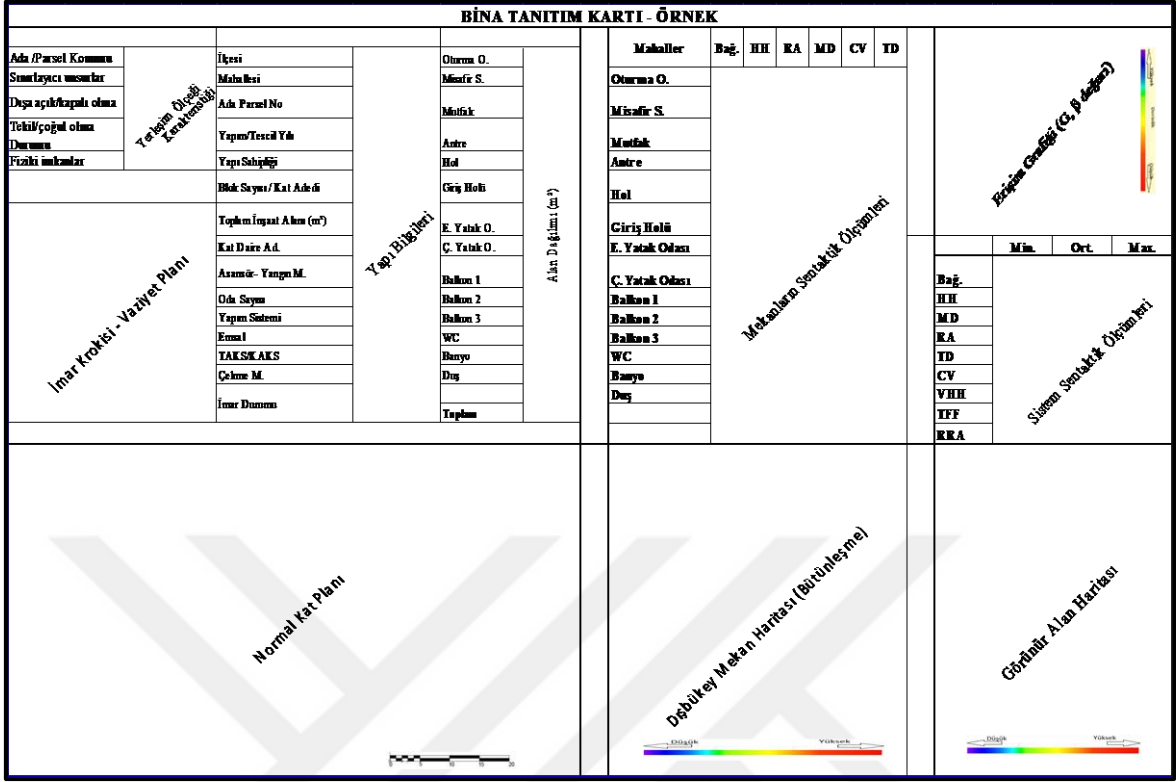 BİNA TANITIM KARTI - ÖRNEK
Ada /Parsel Konumu
Sınırlayıcı unsurlar
Dışa açık/kapalı olma
Tekil/çoğul olma
Durumu
Fiziki imkanlar
Yerleşim Ölçeği
Karakteristiği
İmar Krokisi - Vaziyet Planı
İlçesi
Mahallesi
Ada Parsel No
Yapım/Tescil Yılı
Yapı Sahipliği
Blok Sayısı / Kat Adedi
Toplam İnşaat Alanı (m²)
Kat Daire Ad.
Asansör- Yangın M.
Oda Sayısı
Yapım Sistemi
Emsal
TAKS/KAKS
Çekme M.
İmar Durumu
Yapı Bilgileri
Oturma O.
Misafir S.
Mutfak
Antre
Hol
Giriş Holü
E. Yatak O.
Ç. Yatak O.
Balkon 1
Balkon 2
Balkon 3
WC
Banyo
Duş
Toplam
Alan Dağılımı (m²)
Mahaller Bağ. HH RA MD CV TD
Oturma O.
Misafir S.
Mutfak
Antre
Hol
Giriş Holü
E. Yatak Odası
Ç. Yatak Odası
Balkon 1
Balkon 2
Balkon 3
WC
Banyo
Duş
Mekanların Sentaktik Ölçümleri
Erişim Grafiği (G, β değeri)
Min. Ort. Max.
Bağ.
HH
MD
RA
TD
CV
VHH
TFF
RRA
Sistem Sentaktik Ölçümleri
Normal Kat Planı
0 5 10 15 20
Dışbükey Mekan Haritası (Bütünleşme)
Düşük Yüksek
Görünür Alan Haritası
Düşük Yüksek